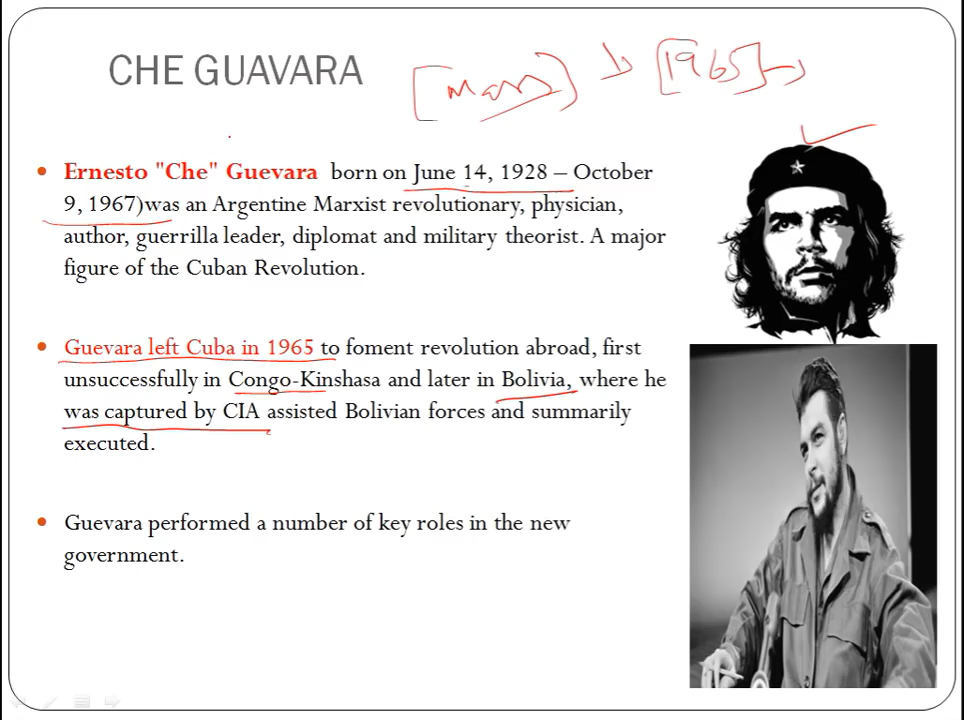 CHE GUAVARA
[1965]
Ernesto "Che" Guevara born on June 14, 1928 – October
9, 1967)was an Argentine Marxist revolutionary, physician,
author, guerrilla leader, diplomat and military theorist. A major
figure of the Cuban Revolution.
Guevara left Cuba in 1965 to foment revolution abroad, first
unsuccessfully in Congo-Kinshasa and later in Bolivia, where he
was captured by CIA assisted Bolivian forces and summarily
executed.
Guevara performed a number of key roles in the new
government.